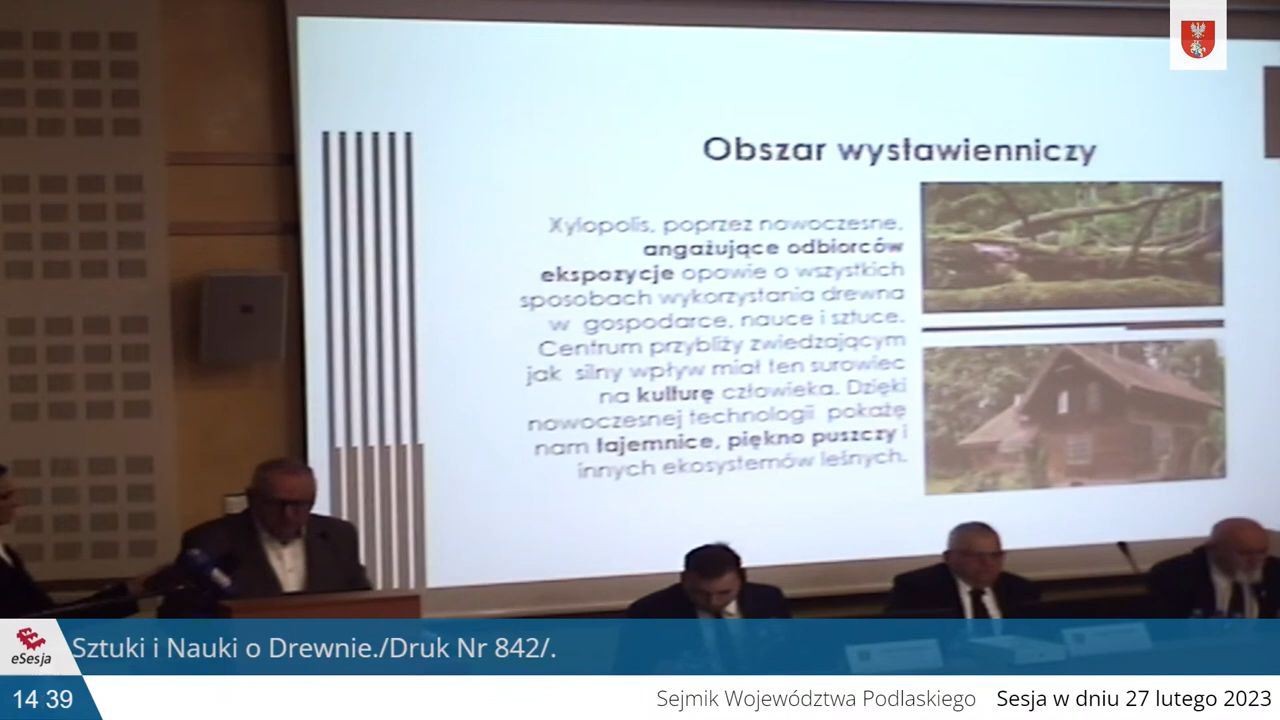 Obszar wystawienniczy
Xylopolis, poprzez nowoczesne,
angażujące odbiorców
ekspozycje opowie o wszystkich
sposobach wykorzystania drewna
w gospodarce, nauce i sztuce.
Centrum przybliży zwiedzającym
jak silny wpływ miał ten surowiec
na kulturę człowieka. Dzięki
nowoczesnej technologii pokażę
nam tajemnice, piękno puszczy i
innych ekosystemów leśnych.
eSesja
Sztuki i Nauki o Drewnie./Druk Nr 842/.
14 39
Sejmik Województwa Podlaskiego Sesja w dniu 27 lutego 2023